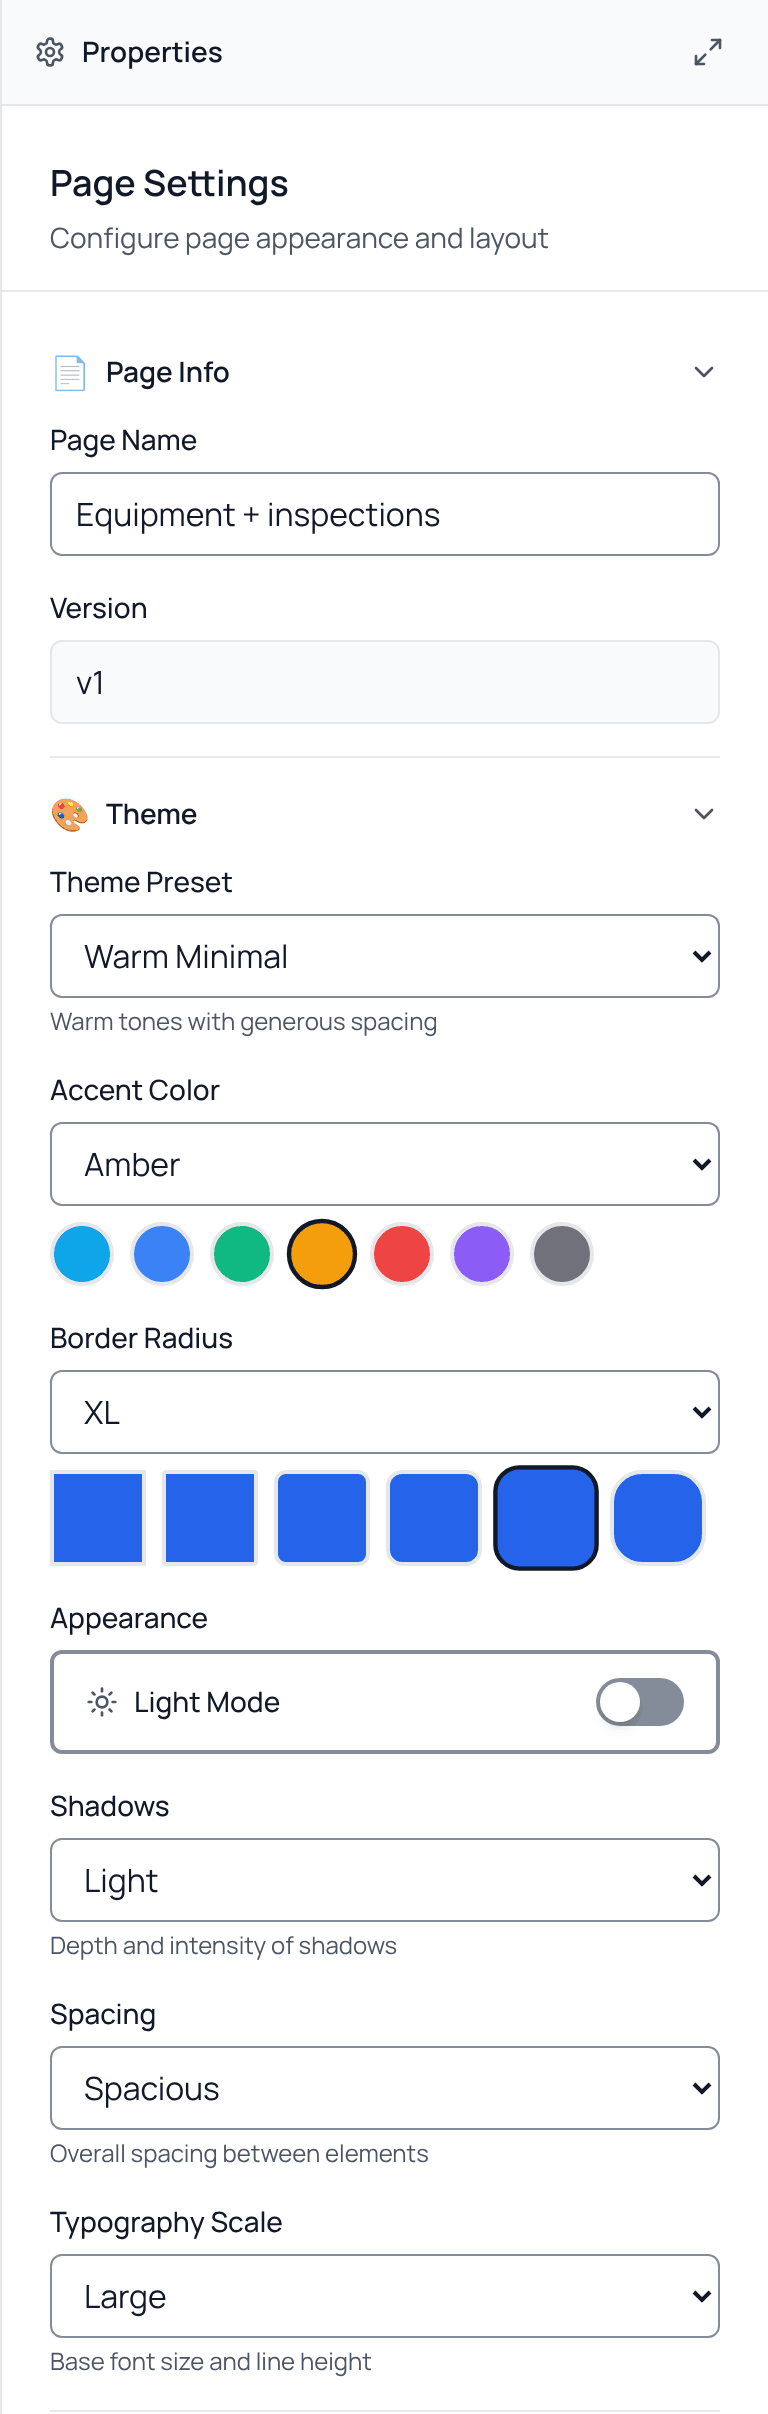 Properties
Page Settings
Configure page appearance and layout
Page Info
Page Name
Equipment + inspections
Version
v1
Theme
Theme Preset
Warm Minimal
Warm tones with generous spacing
Accent Color
Amber
Border Radius
XL
Appearance
Light Mode
Shadows
Light
Depth and intensity of shadows
Spacing
Spacious
Overall spacing between elements
Typography Scale
Large
Base font size and line height